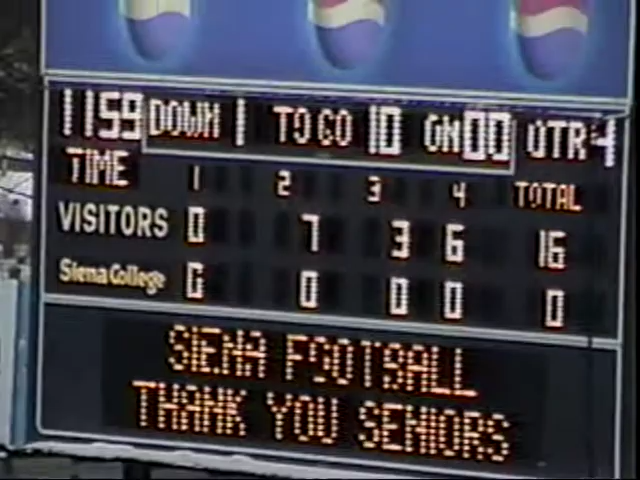 1159 DOWN 1 TO GO 10 ON 00 QTR 4
TIME 1 2 3 4 TOTAL
VISITORS 0 7 3 6 16
Siena College 0 0 0 0 0
SIENA FOOTBALL
THANK YOU SENIORS